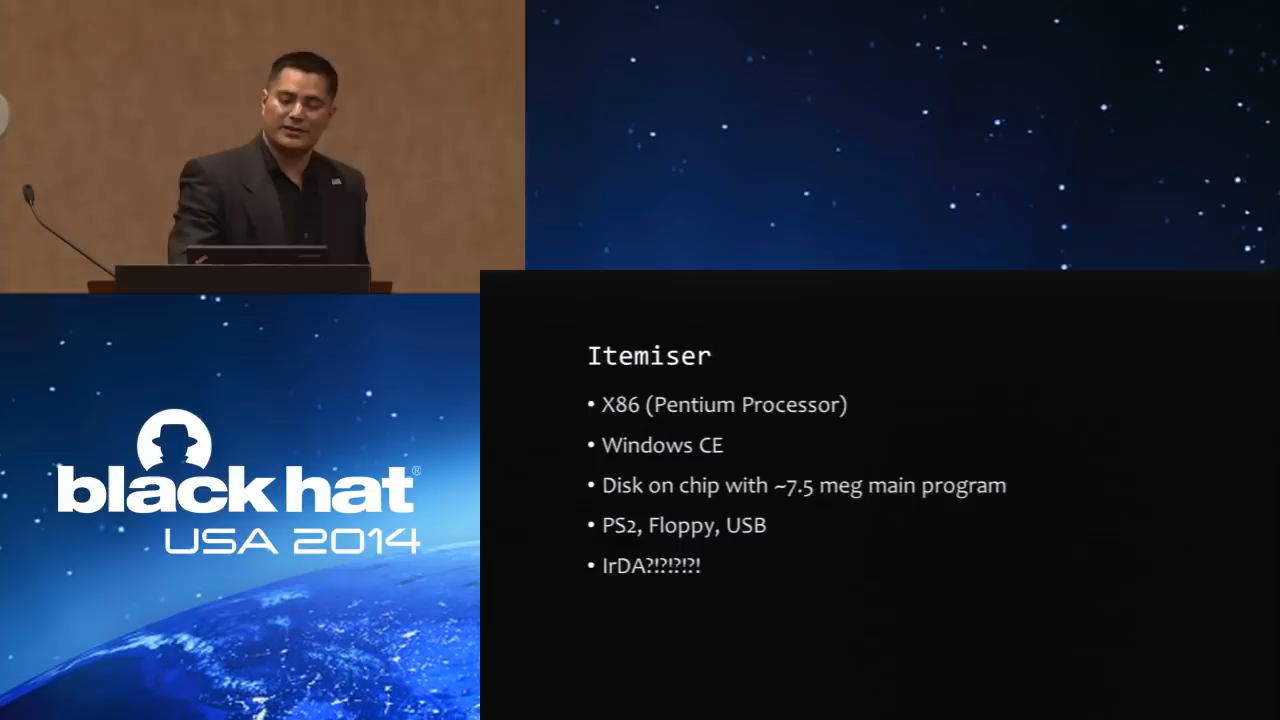 black hat®
USA 2014
Itemiser
• X86 (Pentium Processor)
• Windows CE
• Disk on chip with ~7.5 meg main program
• PS2, Floppy, USB
• IrDA?!?!?!?!